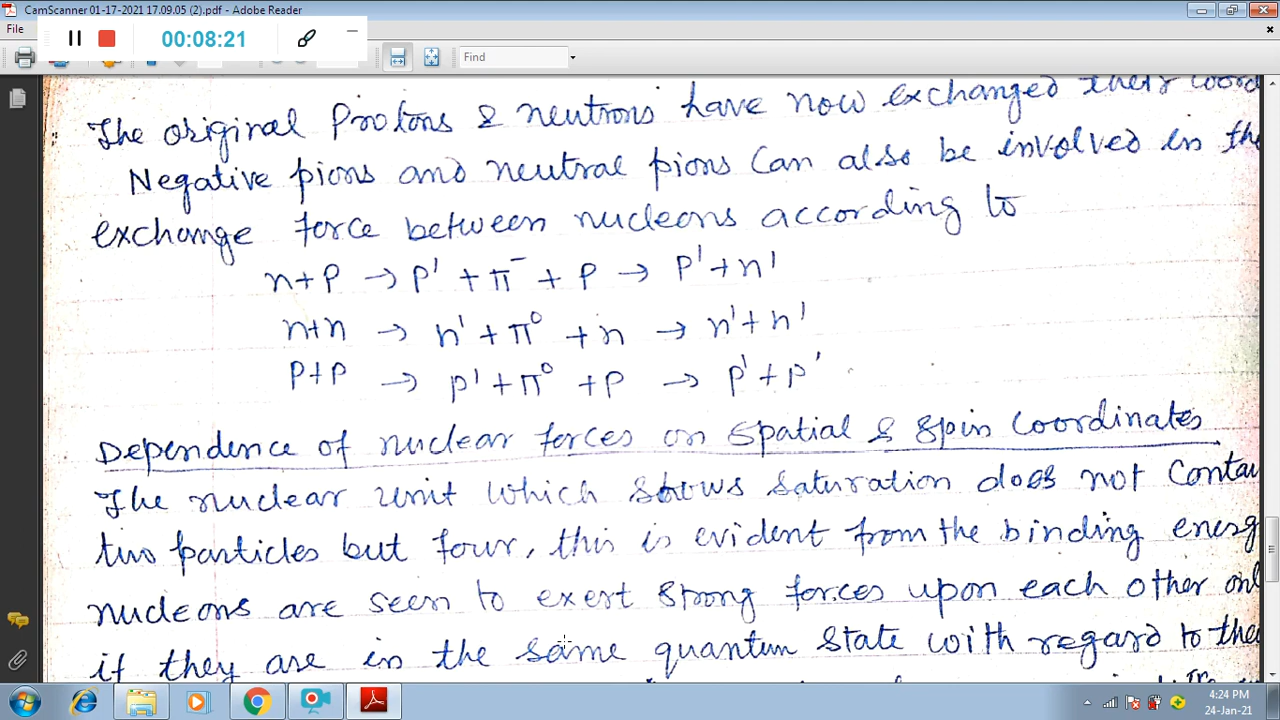 CamScanner 01-17-2021 17.09.05 (2).pdf - Adobe Reader
File
00:08:21
Find
The original Protons & neutrons have now exchanged their coord
Negative pions and neutral pions Can also be involved in the
exchange force between nucleons according to
n+p → p' + π⁻ + p → p' + n'
n+n → n' + π⁰ + n → n' + n'
p+p → p' + π⁰ + p → p' + p'
Dependence of nuclear forces on spatial & spin Coordinates
The nuclear unit which shows saturation does not Contai
two particles but four, this is evident from the binding energ
nucleons are seen to exert strong forces upon each other onl
if they are in the same quantum state with regard to the
4:24 PM
24-Jan-21